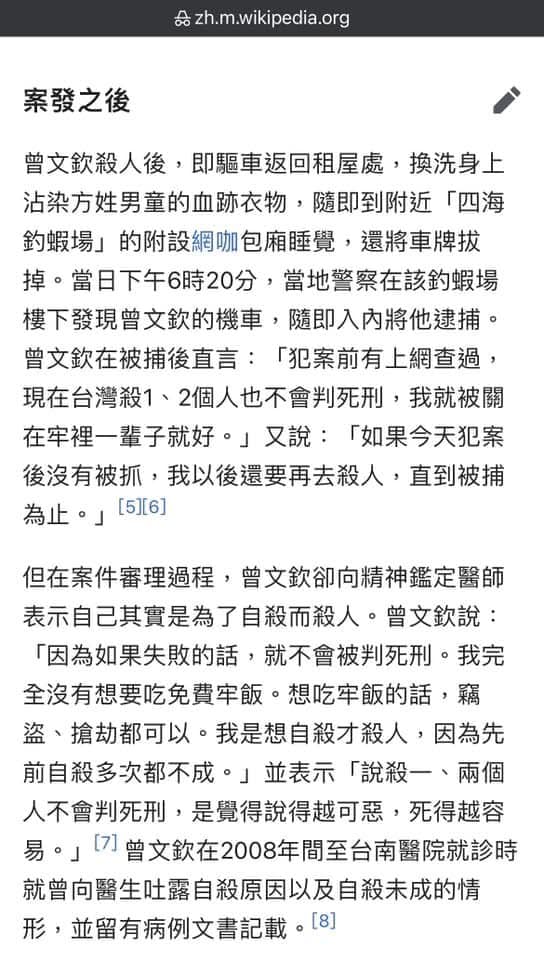 zh.m.wikipedia.org
案發之後
曾文欽殺人後，即驅車返回租屋處，換洗身上
沾染方姓男童的血跡衣物，隨即到附近「四海
釣蝦場」的附設網咖包廂睡覺，還將車牌拔
掉。當日下午6時20分，當地警察在該釣蝦場
樓下發現曾文欽的機車，隨即入內將他逮捕。
曾文欽在被捕後直言：「犯案前有上網查過，
現在台灣殺1、2個人也不會判死刑，我就被關
在牢裡一輩子就好。」又說：「如果今天犯案
後沒有被抓，我以後還要再去殺人，直到被捕
為止。」[5][6]
但在案件審理過程，曾文欽卻向精神鑑定醫師
表示自己其實是為了自殺而殺人。曾文欽說：
「因為如果失敗的話，就不會被判死刑。我完
全沒有想要吃免費牢飯。想吃牢飯的話，竊
盜、搶劫都可以。我是想自殺才殺人，因為先
前自殺多次都不成。」並表示「說殺一、兩個
人不會判死刑，是覺得說得越可惡，死得越容
易。」[7] 曾文欽在2008年間至台南醫院就診時
就曾向醫生吐露自殺原因以及自殺未成的情
形，並留有病例文書記載。[8]